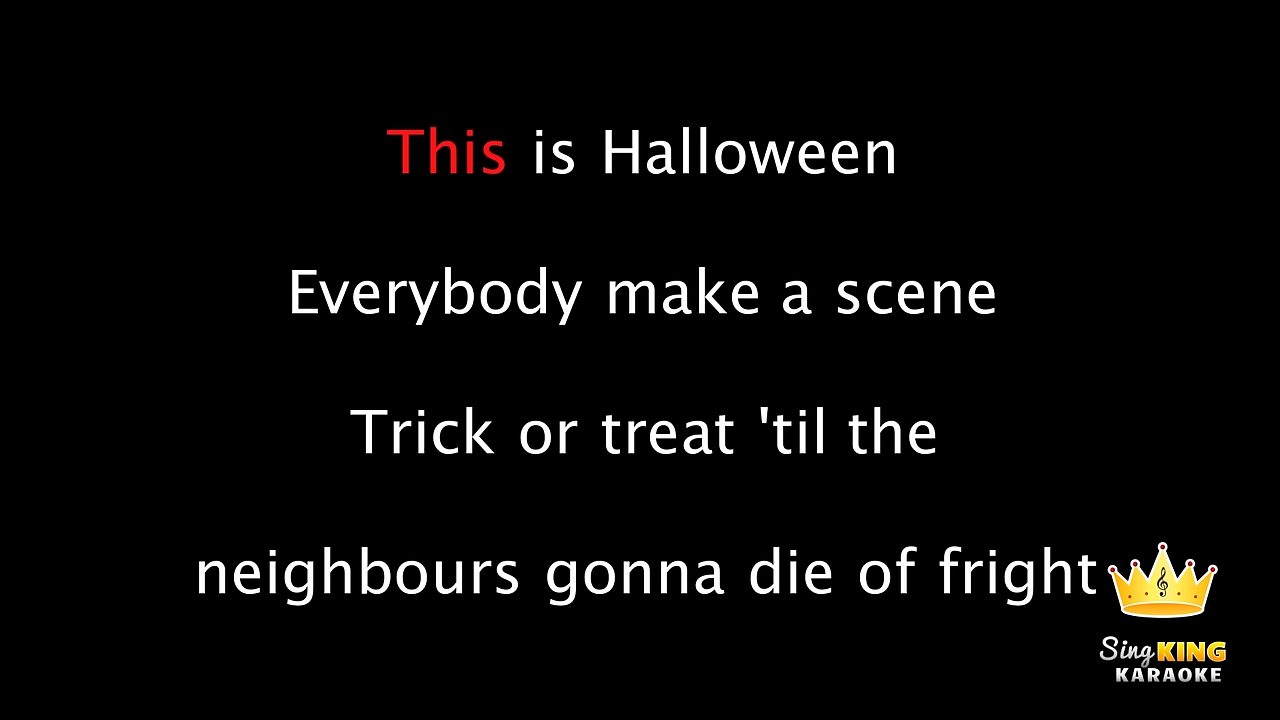 This is Halloween
Everybody make a scene
Trick or treat 'til the
neighbours gonna die of fright
Sing KING
KARAOKE